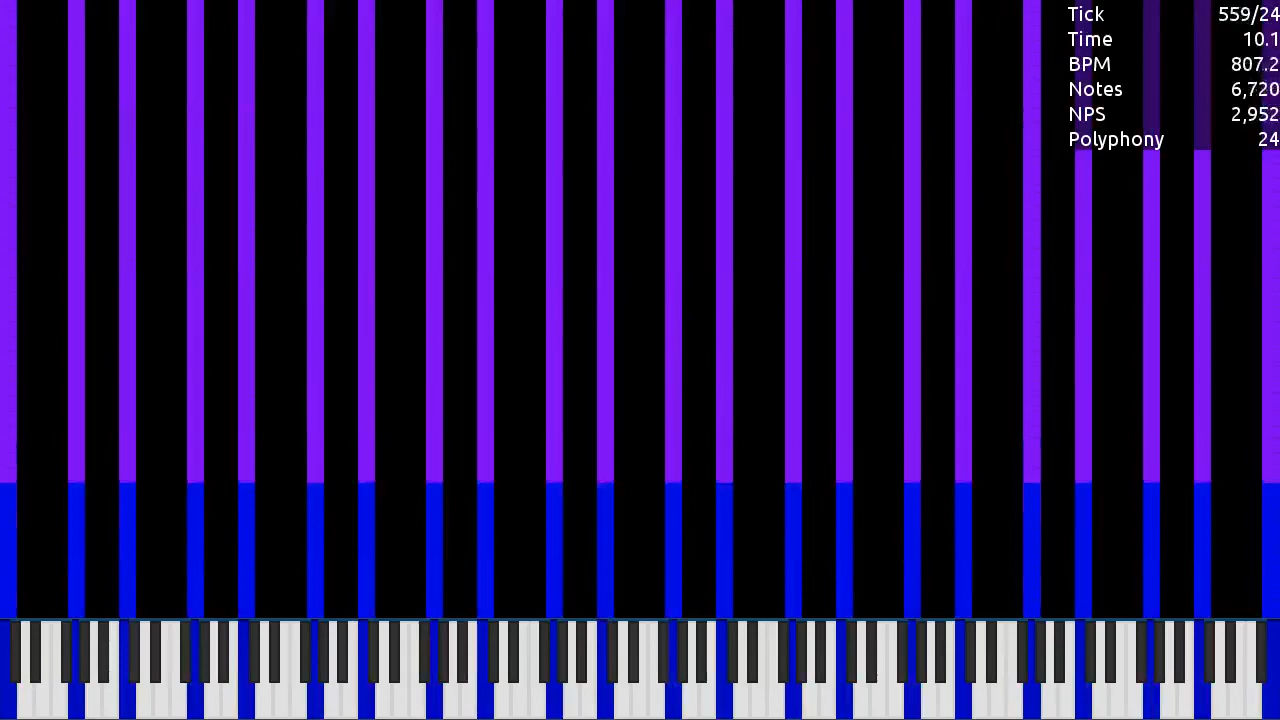 Tick 559/24
Time 10.1
BPM 807.2
Notes 6,720
NPS 2,952
Polyphony 24